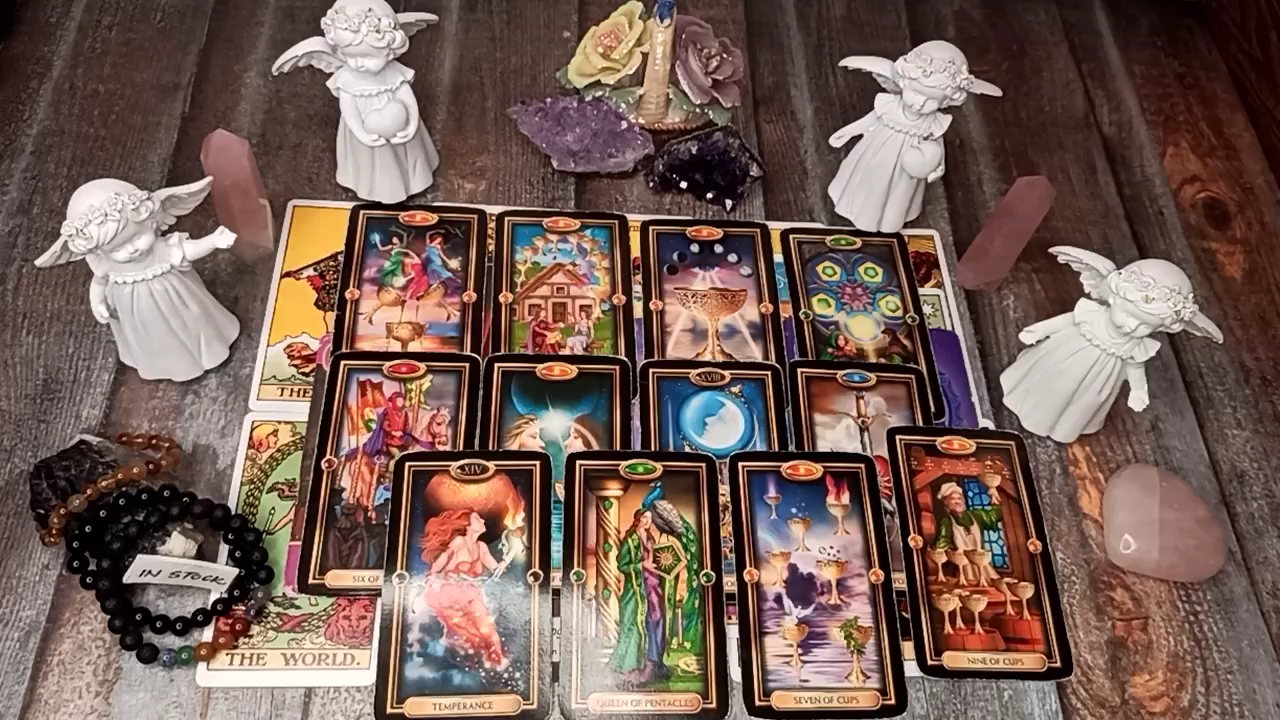 THE
XVIII
SIX OF
XIV
IN STOCK
THE WORLD.
TEMPERANCE
QUEEN OF PENTACLES
SEVEN OF CUPS
NINE OF CUPS